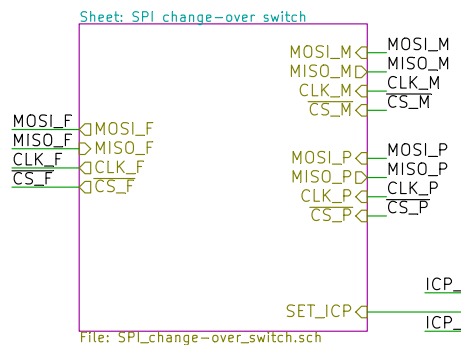 Sheet: SPI change-over switch
MOSI_F
MISO_F
CLK_F
CS_F
MOSI_F
MISO_F
CLK_F
CS_F
MOSI_M
MISO_M
CLK_M
CS_M
MOSI_M
MISO_M
CLK_M
CS_M
MOSI_P
MISO_P
CLK_P
CS_P
MOSI_P
MISO_P
CLK_P
CS_P
SET_ICP
ICP_
ICP_
File: SPI_change-over_switch.sch